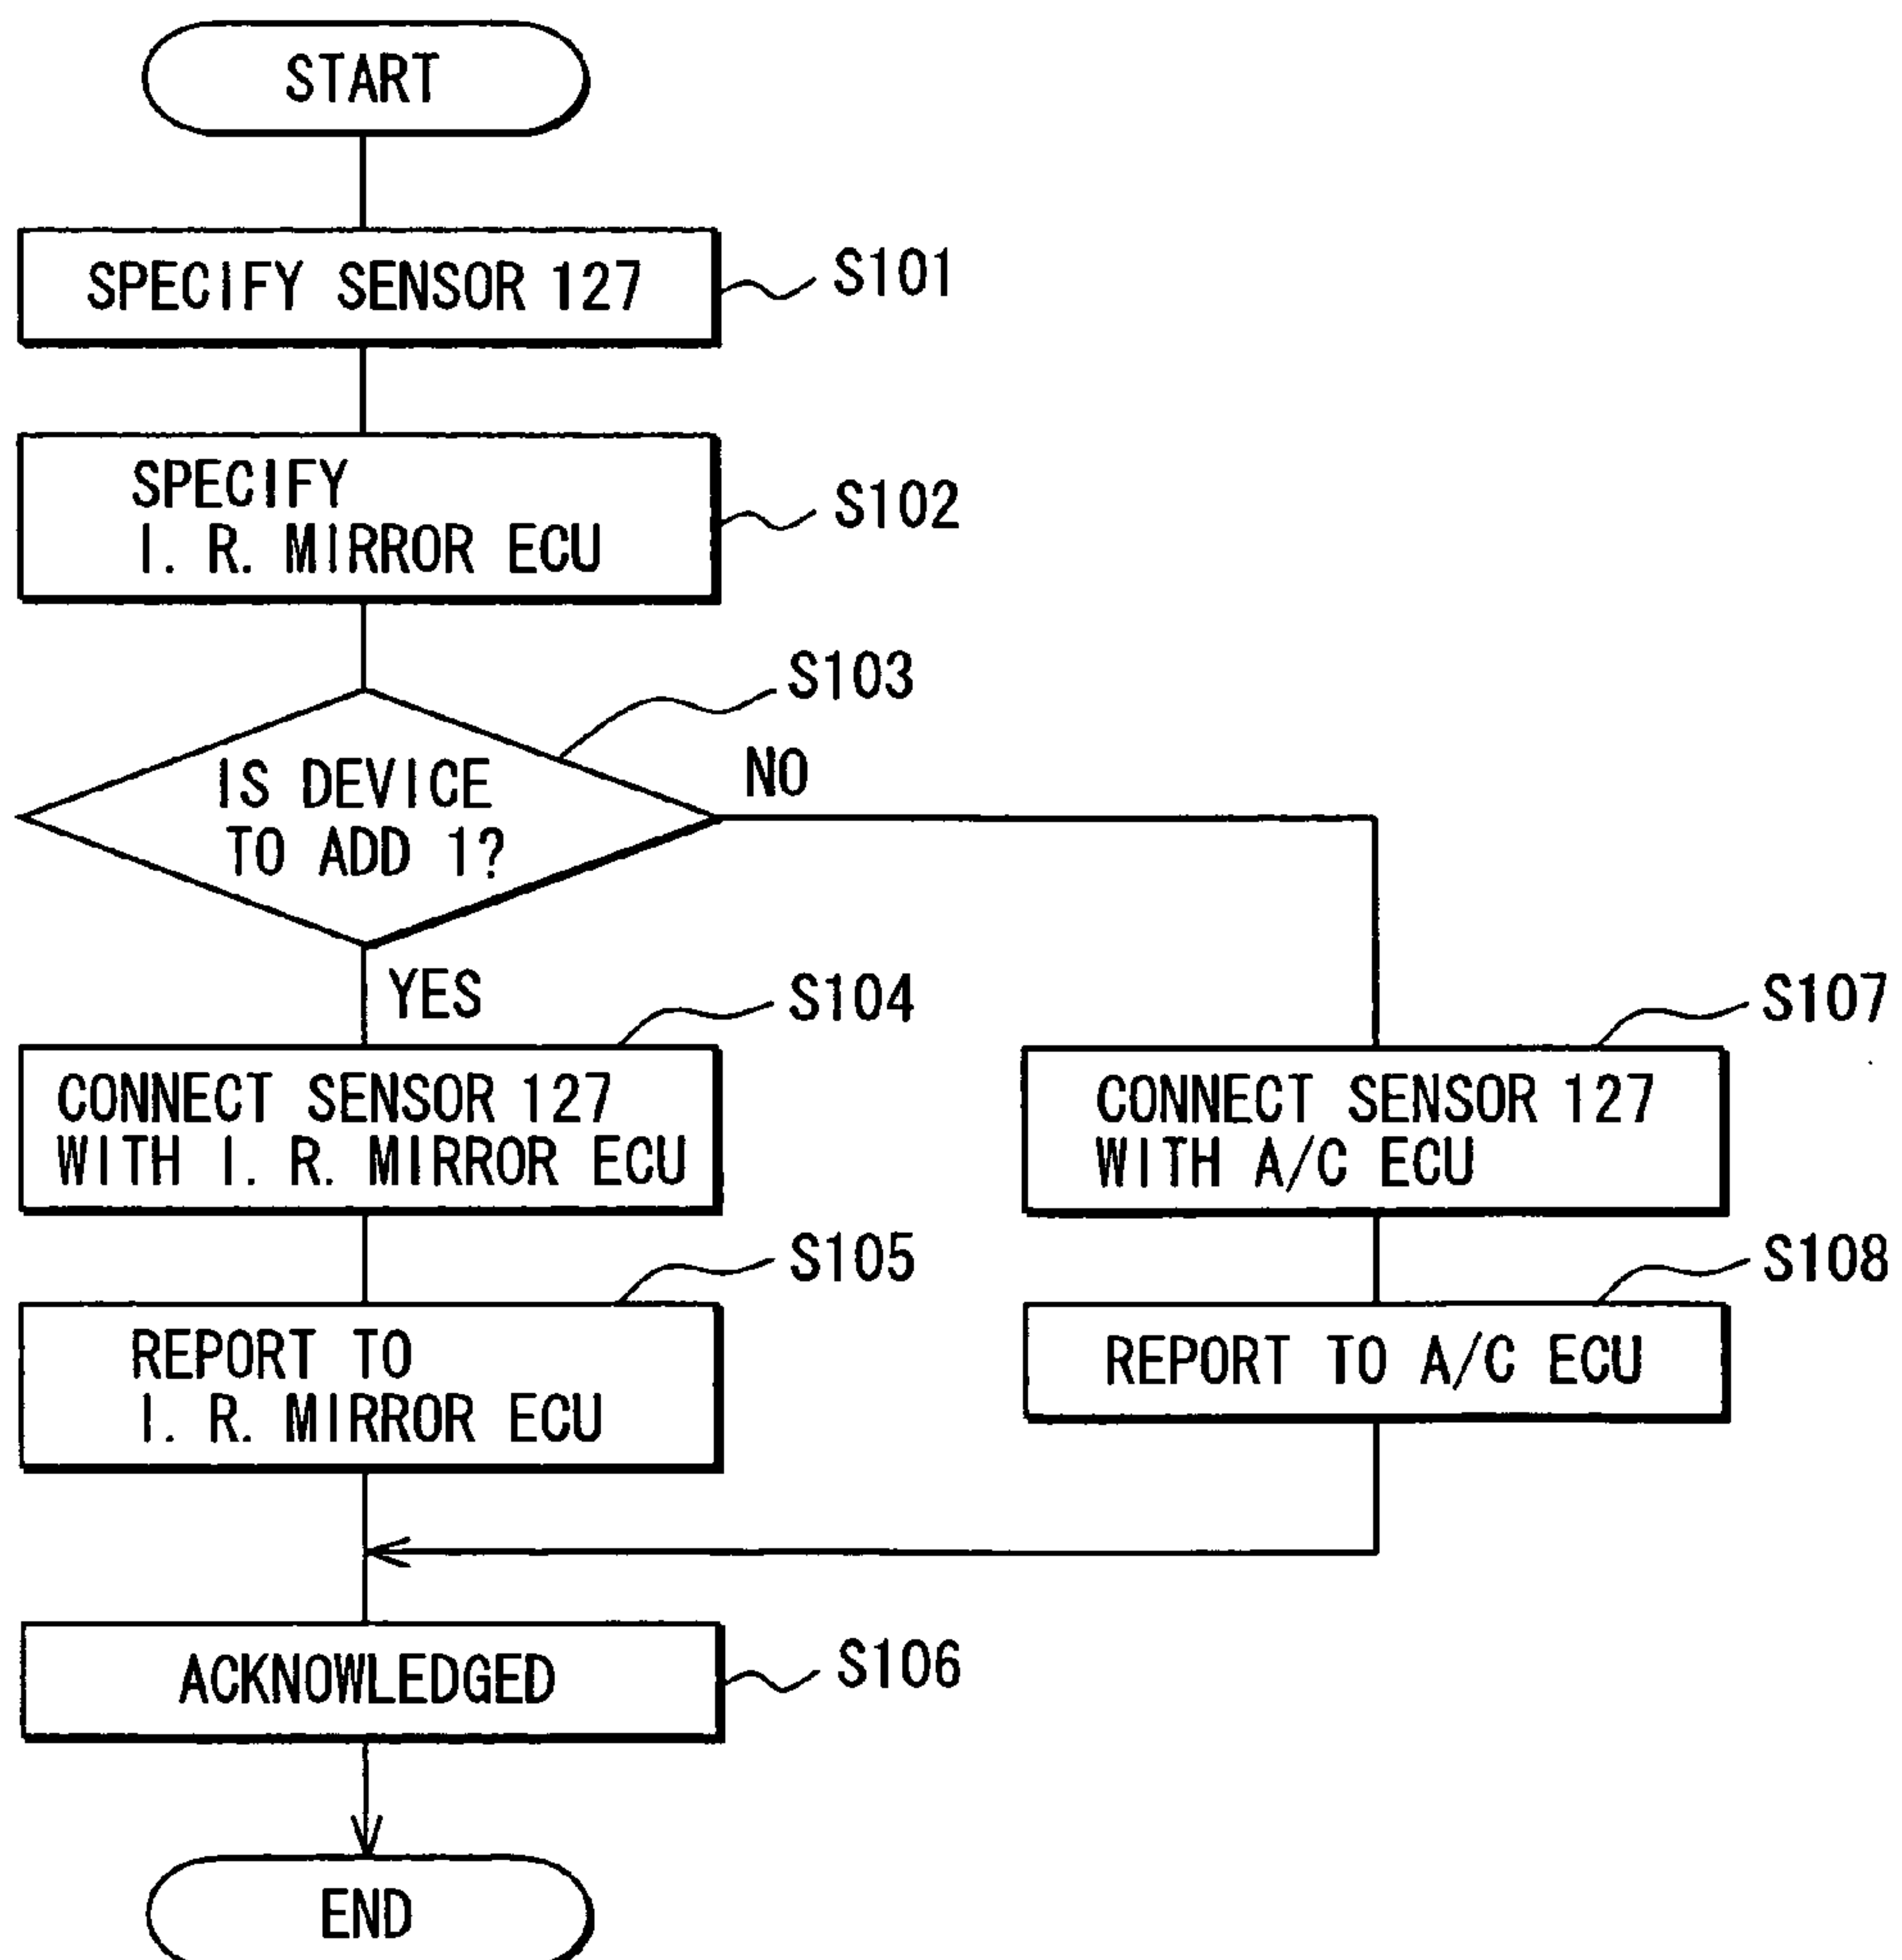 START
SPECIFY SENSOR 127
S101
SPECIFY
I. R. MIRROR ECU
S102
S103
IS DEVICE
TO ADD 1?
NO
YES
S104
CONNECT SENSOR 127
WITH I. R. MIRROR ECU
S107
CONNECT SENSOR 127
WITH A/C ECU
S105
REPORT TO
I. R. MIRROR ECU
S108
REPORT TO A/C ECU
ACKNOWLEDGED
S106
END